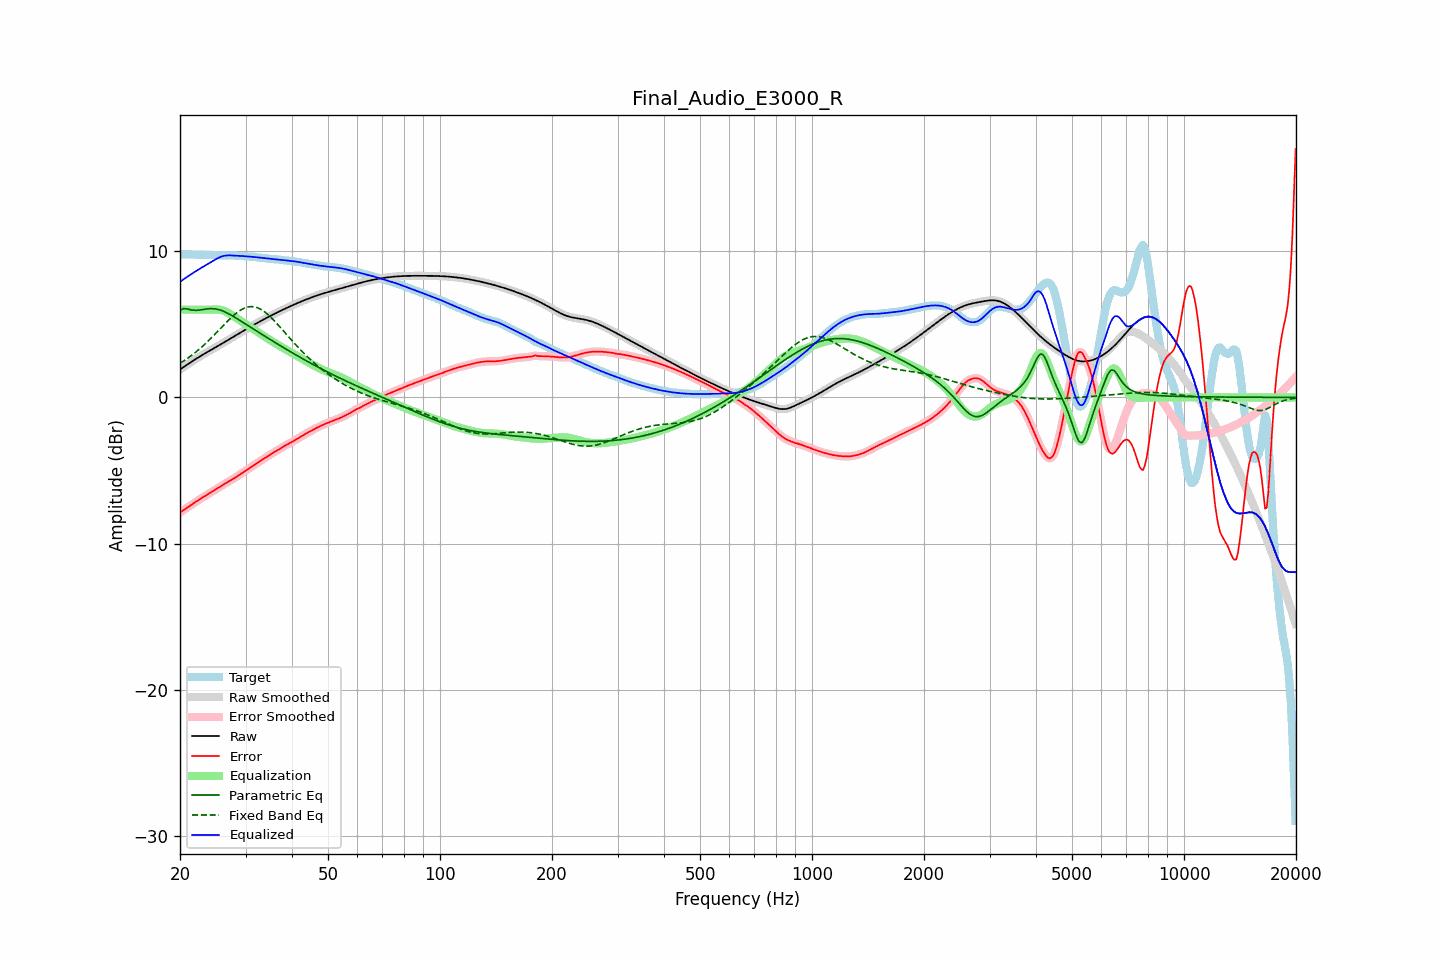 Final_Audio_E3000_R
Amplitude (dBr)
10
0
−10
−20
−30
Target
Raw Smoothed
Error Smoothed
Raw
Error
Equalization
Parametric Eq
Fixed Band Eq
Equalized
20 50 100 200 500 1000 2000 5000 10000 20000
Frequency (Hz)